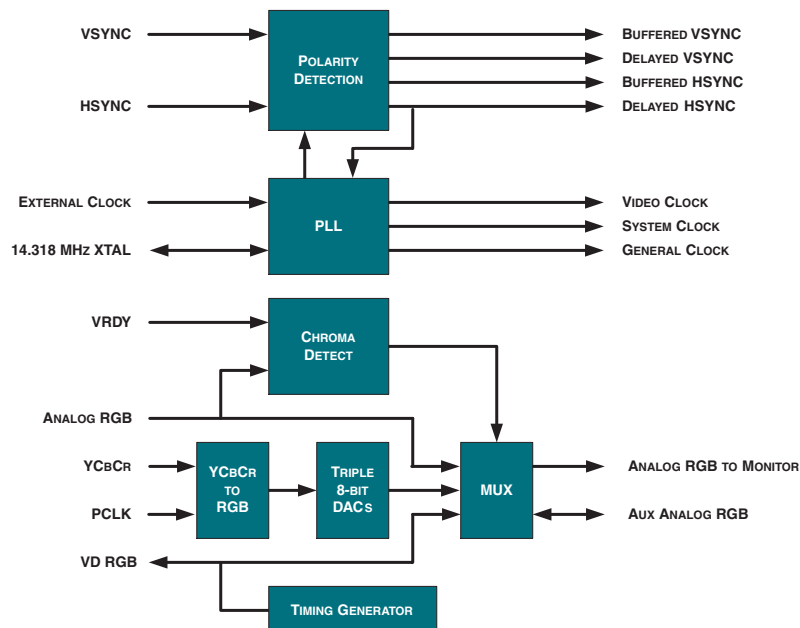 VSYNC
HSYNC
POLARITY
DETECTION
BUFFERED VSYNC
DELAYED VSYNC
BUFFERED HSYNC
DELAYED HSYNC
EXTERNAL CLOCK
14.318 MHZ XTAL
PLL
VIDEO CLOCK
SYSTEM CLOCK
GENERAL CLOCK
VRDY
CHROMA
DETECT
ANALOG RGB
YCBCR
PCLK
YCBCR
TO
RGB
TRIPLE
8-BIT
DACS
MUX
ANALOG RGB TO MONITOR
AUX ANALOG RGB
VD RGB
TIMING GENERATOR